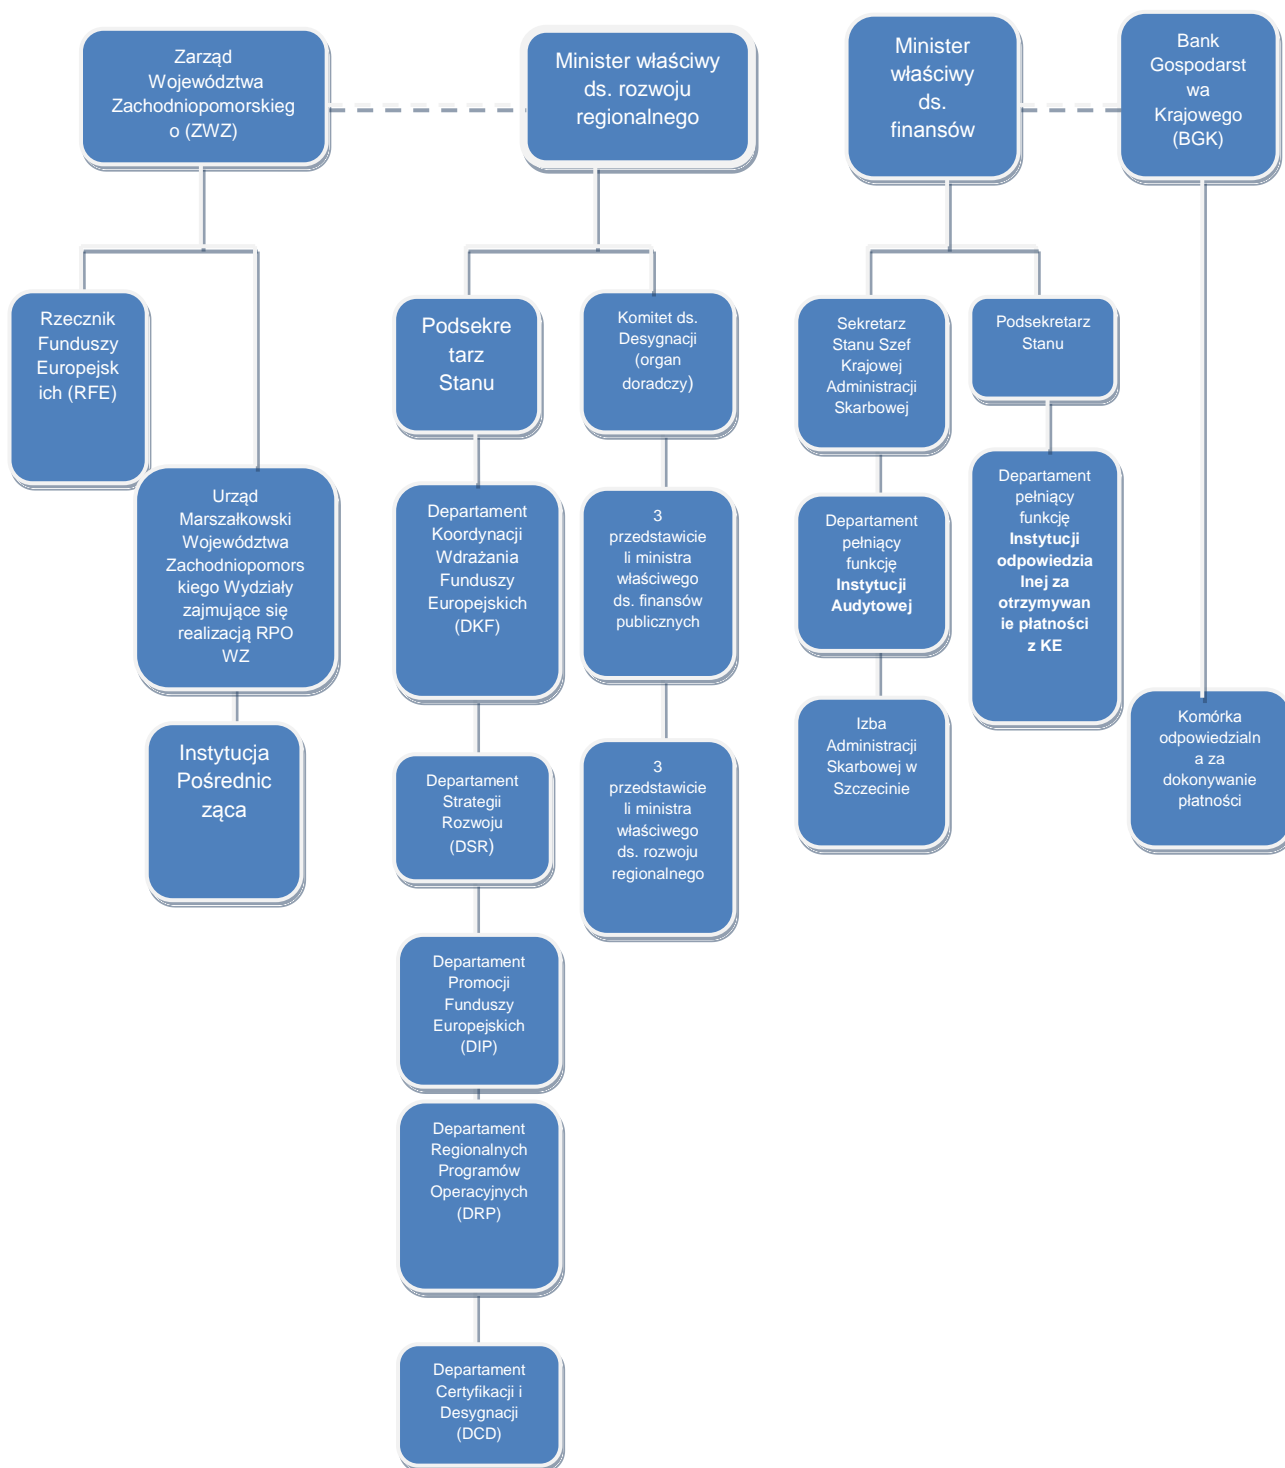 Zarząd
Województwa
Zachodniopomorskieg
o (ZWZ)
Minister właściwy
ds. rozwoju
regionalnego
Minister
właściwy
ds.
finansów
Bank
Gospodarst
wa
Krajowego
(BGK)
Rzecznik
Funduszy
Europejsk
ich (RFE)
Urząd
Marszałkowski
Województwa
Zachodniopomors
kiego Wydziały
zajmujące się
realizacją RPO
WZ
Instytucja
Pośrednic
ząca
Podsekre
tarz
Stanu
Departament
Koordynacji
Wdrażania
Funduszy
Europejskich
(DKF)
Departament
Strategii
Rozwoju
(DSR)
Departament
Promocji
Funduszy
Europejskich
(DIP)
Departament
Regionalnych
Programów
Operacyjnych
(DRP)
Departament
Certyfikacji i
Desygnacji
(DCD)
Komitet ds.
Desygnacji
(organ
doradczy)
3
przedstawicie
li ministra
właściwego
ds. finansów
publicznych
3
przedstawicie
li ministra
właściwego
ds. rozwoju
regionalnego
Sekretarz
Stanu Szef
Krajowej
Administracji
Skarbowej
Departament
pełniący
funkcję
Instytucji
Audytowej
Izba
Administracji
Skarbowej w
Szczecinie
Podsekretarz
Stanu
Departament
pełniący
funkcję
Instytucji
odpowiedzia
lnej za
otrzymywan
ie płatności
z KE
Komórka
odpowiedzialn
a za
dokonywanie
płatności